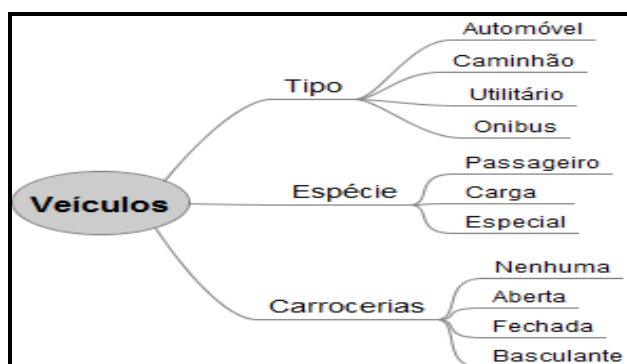 Veículos
Tipo
Automóvel
Caminhão
Utilitário
Onibus
Espécie
Passageiro
Carga
Especial
Carrocerias
Nenhuma
Aberta
Fechada
Basculante